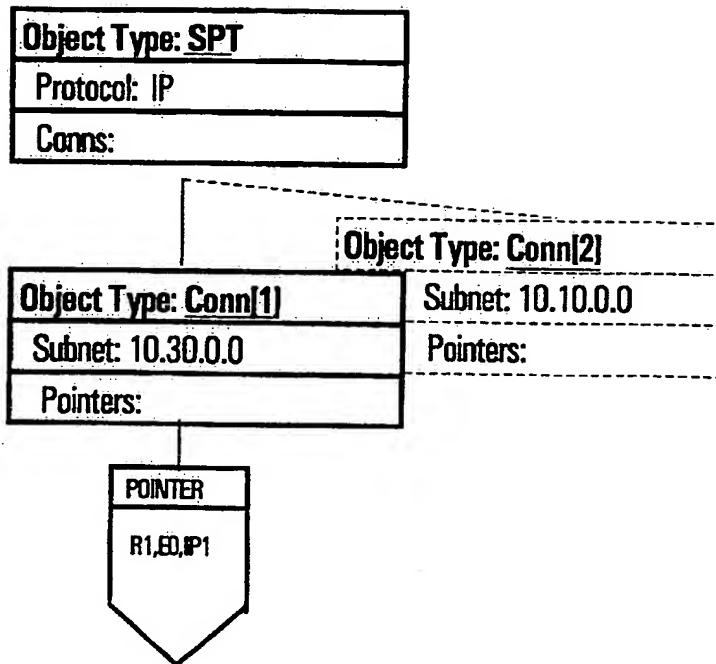 Object Type: SPT
Protocol: IP
Conns:
Object Type: Conn[2]
Subnet: 10.10.0.0
Pointers:
Object Type: Conn[1]
Subnet: 10.30.0.0
Pointers:
POINTER
R1,E0,IP1